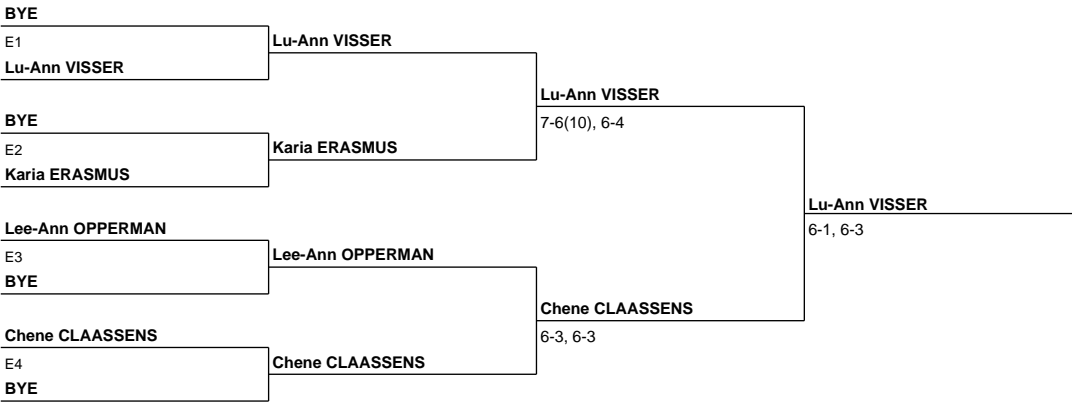 BYE
E1
Lu-Ann VISSER
Lu-Ann VISSER
BYE
E2
Karia ERASMUS
Karia ERASMUS
Lu-Ann VISSER
7-6(10), 6-4
Lee-Ann OPPERMAN
E3
BYE
Lee-Ann OPPERMAN
Chene CLAASSENS
E4
BYE
Chene CLAASSENS
Chene CLAASSENS
6-3, 6-3
Lu-Ann VISSER
6-1, 6-3